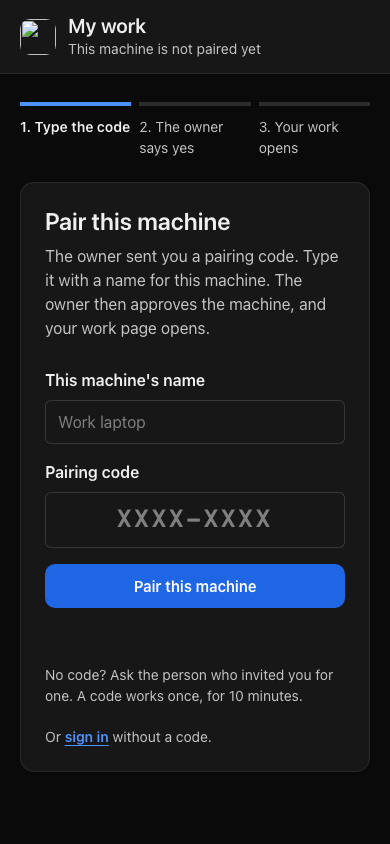 My work
This machine is not paired yet
1. Type the code
2. The owner
says yes
3. Your work
opens
Pair this machine
The owner sent you a pairing code. Type
it with a name for this machine. The
owner then approves the machine, and
your work page opens.
This machine's name
Work laptop
Pairing code
XXXX–XXXX
Pair this machine
No code? Ask the person who invited you for
one. A code works once, for 10 minutes.
Or sign in without a code.